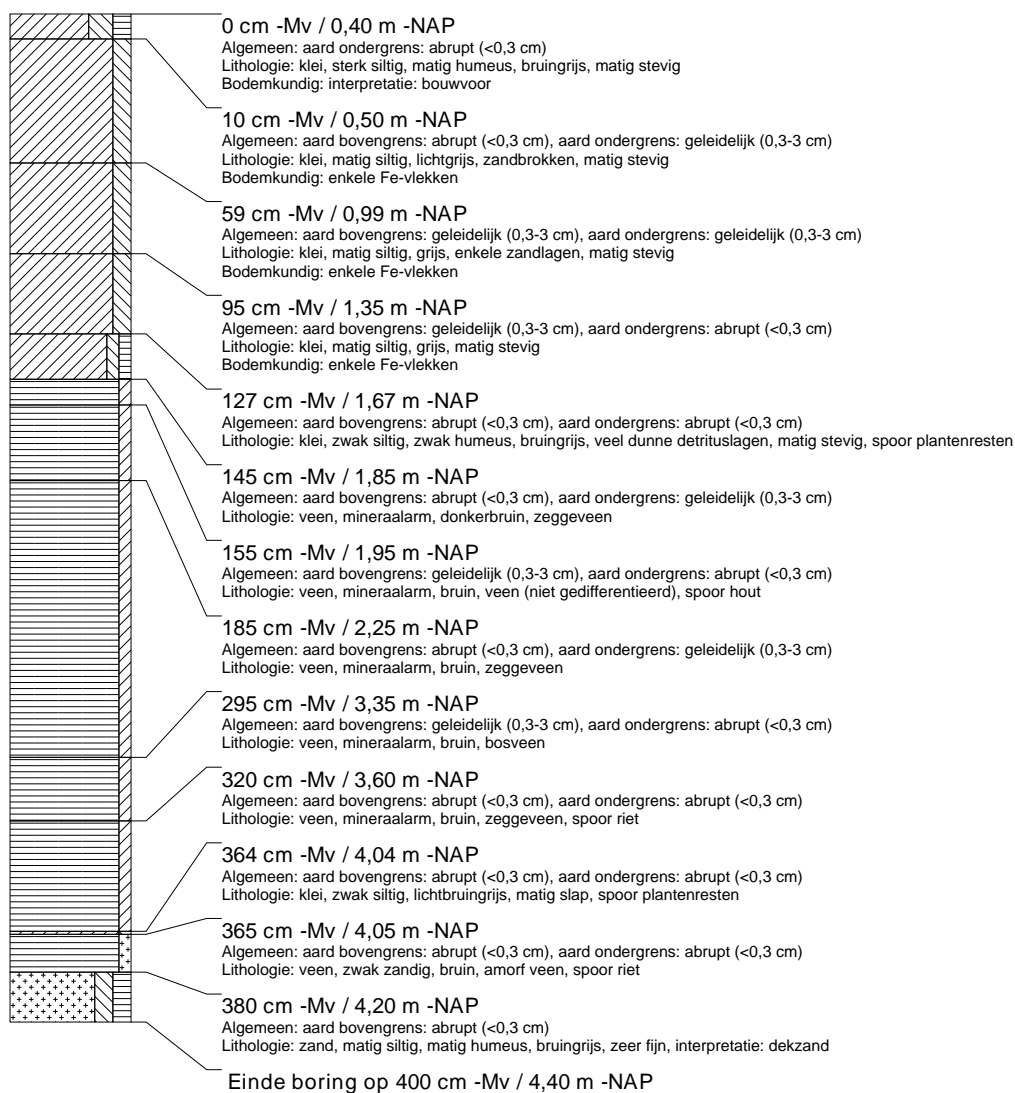 0 cm -Mv / 0,40 m -NAP
Algemeen: aard ondergrens: abrupt (<0,3 cm)
Lithologie: klei, sterk siltig, matig humeus, bruingrijs, matig stevig
Bodemkundig: interpretatie: bouwvoor
10 cm -Mv / 0,50 m -NAP
Algemeen: aard bovengrens: abrupt (<0,3 cm), aard ondergrens: geleidelijk (0,3-3 cm)
Lithologie: klei, matig siltig, lichtgrijs, zandbrokken, matig stevig
Bodemkundig: enkele Fe-vlekken
59 cm -Mv / 0,99 m -NAP
Algemeen: aard bovengrens: geleidelijk (0,3-3 cm), aard ondergrens: geleidelijk (0,3-3 cm)
Lithologie: klei, matig siltig, grijs, enkele zandlagen, matig stevig
Bodemkundig: enkele Fe-vlekken
95 cm -Mv / 1,35 m -NAP
Algemeen: aard bovengrens: geleidelijk (0,3-3 cm), aard ondergrens: abrupt (<0,3 cm)
Lithologie: klei, matig siltig, grijs, matig stevig
Bodemkundig: enkele Fe-vlekken
127 cm -Mv / 1,67 m -NAP
Algemeen: aard bovengrens: abrupt (<0,3 cm), aard ondergrens: abrupt (<0,3 cm)
Lithologie: klei, zwak siltig, zwak humeus, bruingrijs, veel dunne detrituslagen, matig stevig, spoor plantenresten
145 cm -Mv / 1,85 m -NAP
Algemeen: aard bovengrens: abrupt (<0,3 cm), aard ondergrens: geleidelijk (0,3-3 cm)
Lithologie: veen, mineraalarm, donkerbruin, zeggeveen
155 cm -Mv / 1,95 m -NAP
Algemeen: aard bovengrens: geleidelijk (0,3-3 cm), aard ondergrens: abrupt (<0,3 cm)
Lithologie: veen, mineraalarm, bruin, veen (niet gedifferentieerd), spoor hout
185 cm -Mv / 2,25 m -NAP
Algemeen: aard bovengrens: abrupt (<0,3 cm), aard ondergrens: geleidelijk (0,3-3 cm)
Lithologie: veen, mineraalarm, bruin, zeggeveen
295 cm -Mv / 3,35 m -NAP
Algemeen: aard bovengrens: geleidelijk (0,3-3 cm), aard ondergrens: abrupt (<0,3 cm)
Lithologie: veen, mineraalarm, bruin, bosveen
320 cm -Mv / 3,60 m -NAP
Algemeen: aard bovengrens: abrupt (<0,3 cm), aard ondergrens: abrupt (<0,3 cm)
Lithologie: veen, mineraalarm, bruin, zeggeveen, spoor riet
364 cm -Mv / 4,04 m -NAP
Algemeen: aard bovengrens: abrupt (<0,3 cm), aard ondergrens: abrupt (<0,3 cm)
Lithologie: klei, zwak siltig, lichtbruingrijs, matig slap, spoor plantenresten
365 cm -Mv / 4,05 m -NAP
Algemeen: aard bovengrens: abrupt (<0,3 cm), aard ondergrens: abrupt (<0,3 cm)
Lithologie: veen, zwak zandig, bruin, amorf veen, spoor riet
380 cm -Mv / 4,20 m -NAP
Algemeen: aard bovengrens: abrupt (<0,3 cm)
Lithologie: zand, matig siltig, matig humeus, bruingrijs, zeer fijn, interpretatie: dekzand
Einde boring op 400 cm -Mv / 4,40 m -NAP